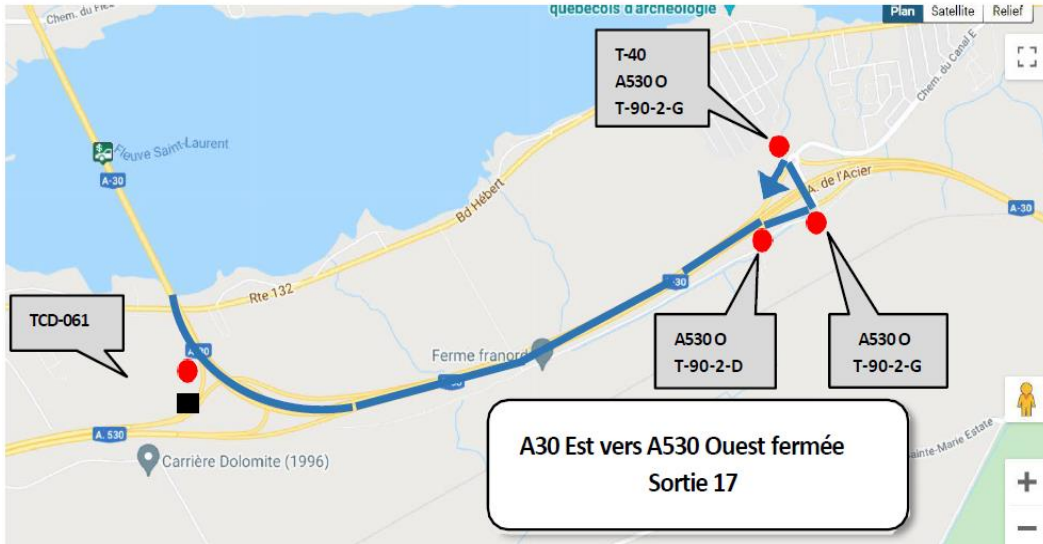 Chem. du Fleuve
québécois d'archéologie
Plan Satellite Relief
Chem. du Canal E
T-40
A530 O
T-90-2-G
Fleuve Saint-Laurent
A-30
Bd Hébert
A. de l'Acier
A-30
Rte 132
A-30
TCD-061
A530 O
T-90-2-D
A530 O
T-90-2-G
Ferme franord
A. 530
Carrière Dolomite (1996)
A30 Est vers A530 Ouest fermée
Sortie 17
Sainte-Marie Estate